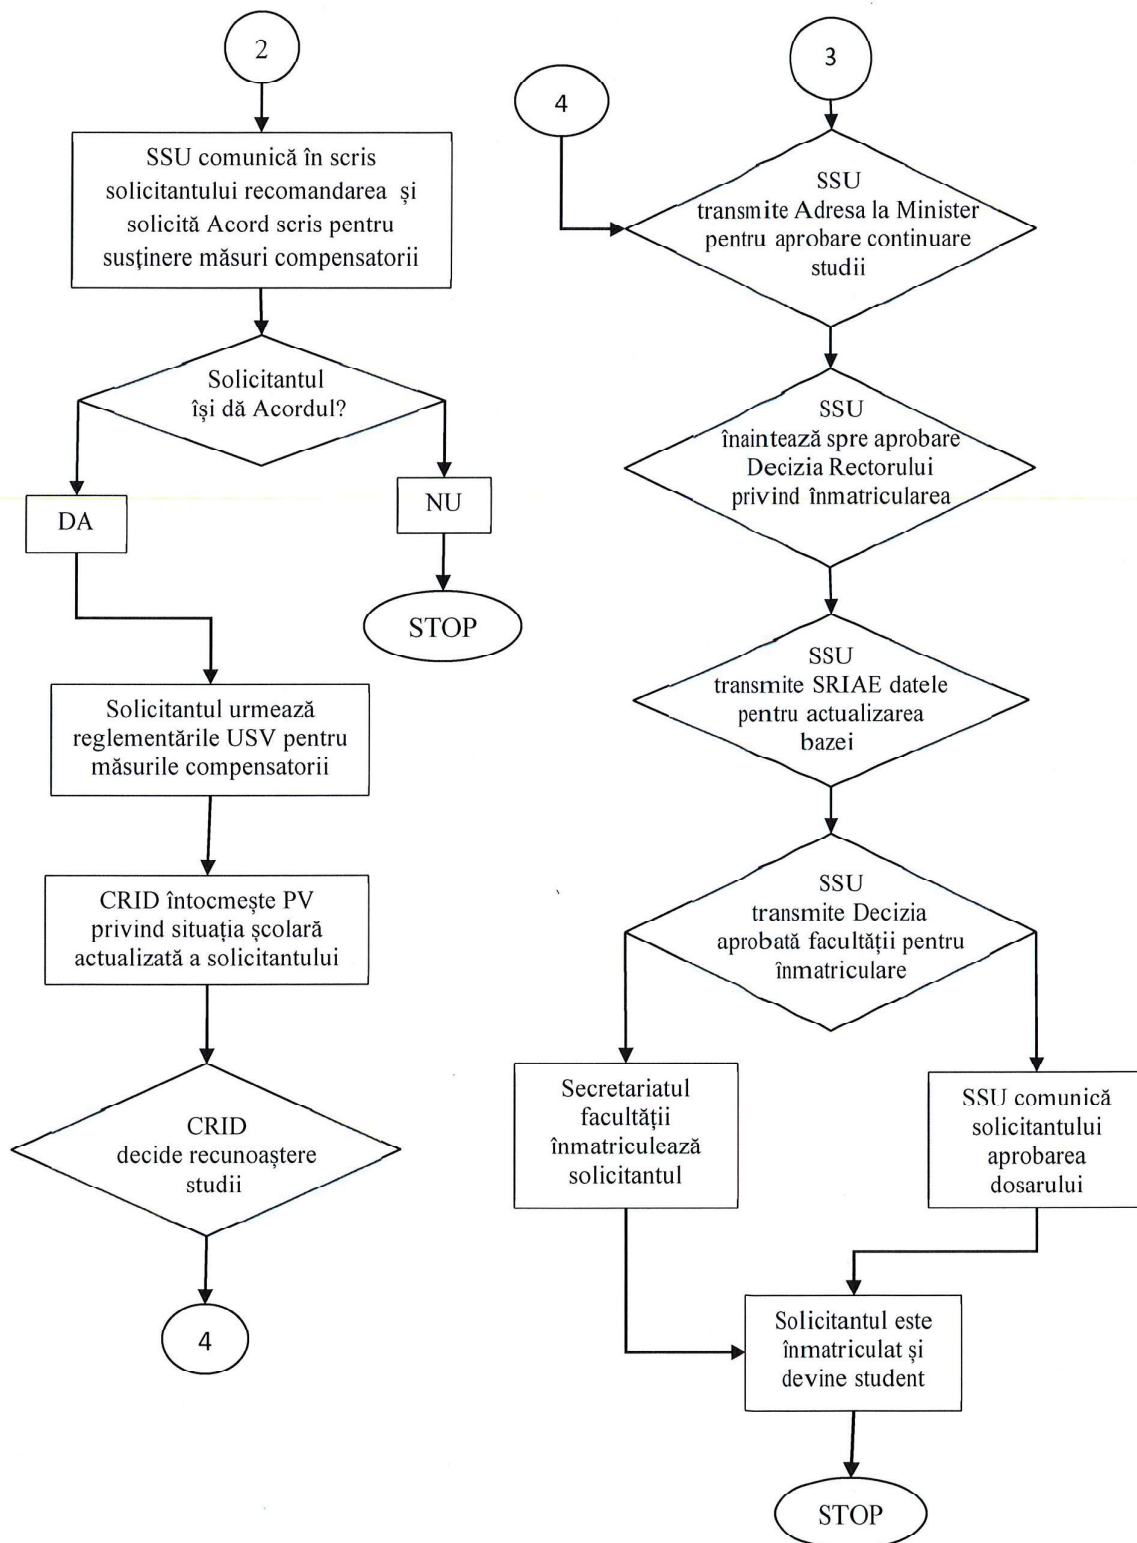 2
SSU comunică în scris
solicitantului recomandarea și
solicită Acord scris pentru
susținere măsuri compensatorii
Solicitantul
își dă Acordul?
DA
NU
STOP
Solicitantul urmează
reglementările USV pentru
măsurile compensatorii
CRID întocmește PV
privind situația școlară
actualizată a solicitantului
CRID
decide recunoaștere
studii
4
3
4
SSU
transmite Adresa la Minister
pentru aprobare continuare
studii
SSU
înaintează spre aprobare
Decizia Rectorului
privind înmatricularea
SSU
transmite SRIAE datele
pentru actualizarea
bazei
SSU
transmite Decizia
aprobată facultății pentru
înmatriculare
Secretariatul
facultății
înmatriculează
solicitantul
SSU comunică
solicitantului
aprobarea
dosarului
Solicitantul este
înmatriculat și
devine student
STOP